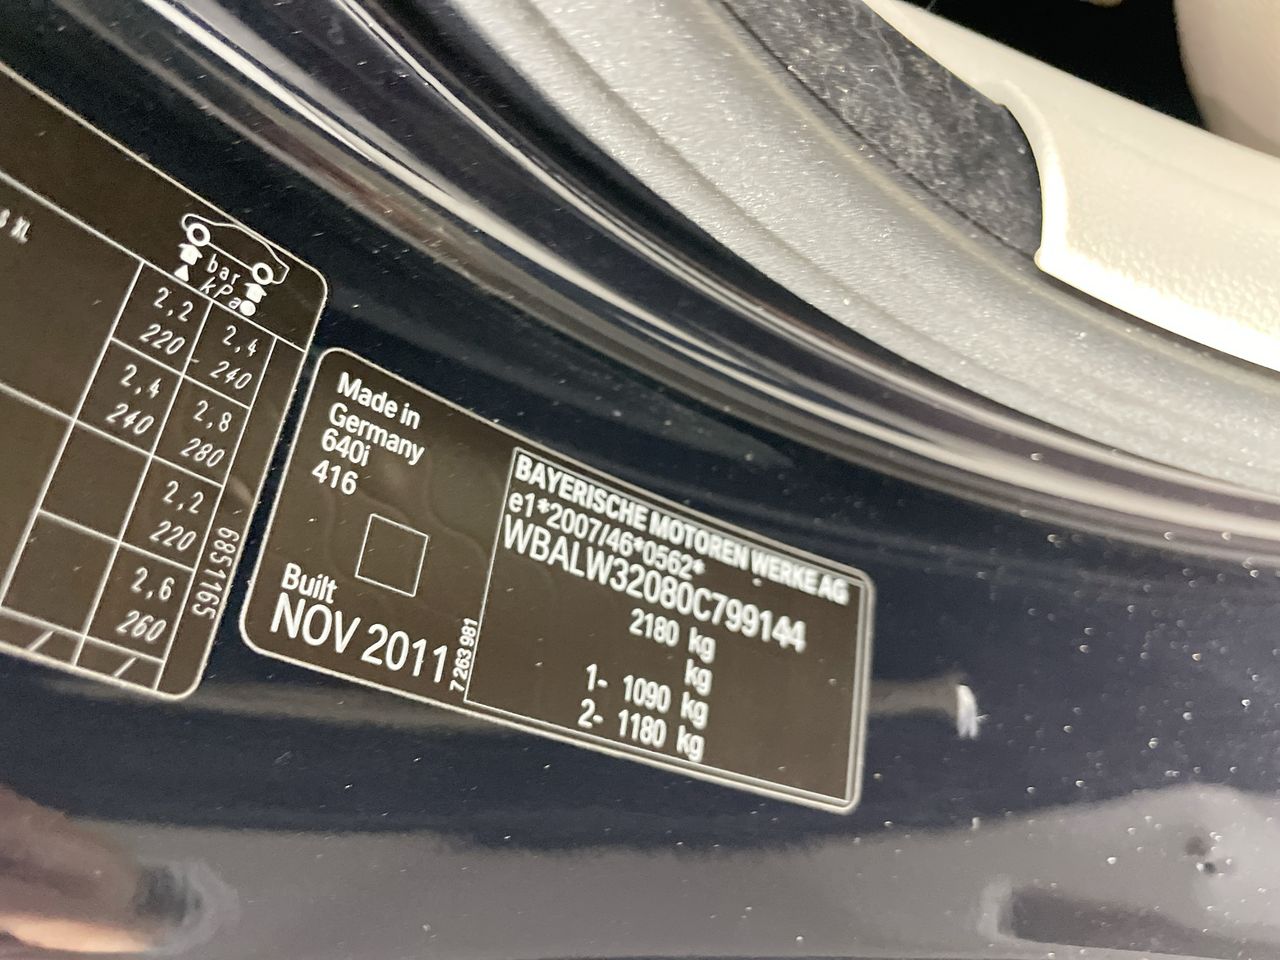 XL
bar
kPa
2,2 2,4
220 240
2,4 2,8
240 280
2,2
220
2,6
260
6851165
Made in
Germany
640i
416
Built
NOV 2011
7 263 981
BAYERISCHE MOTOREN WERKE AG
e1*2007/46*0562*
WBALW32080C799144
2180 kg
kg
1- 1090 kg
2- 1180 kg